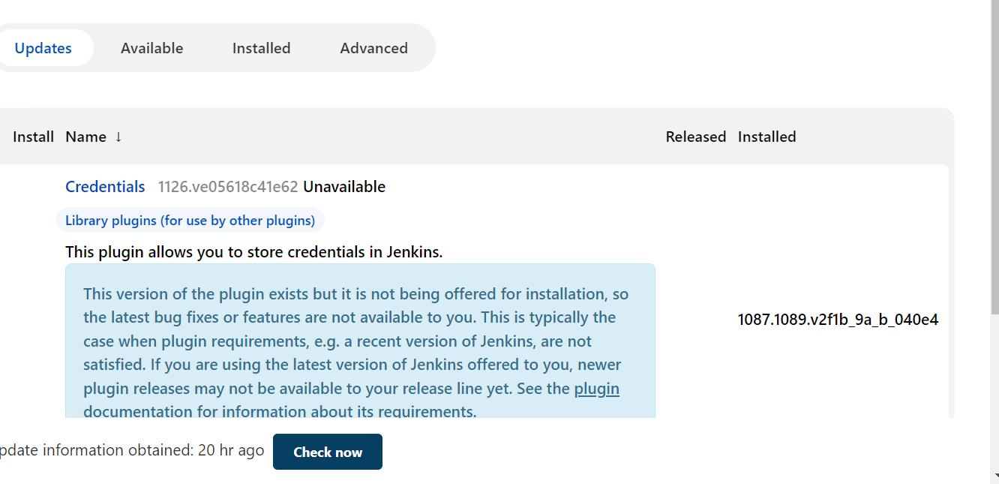 Updates Available Installed Advanced
Install Name ↓ Released Installed
Credentials 1126.ve05618c41e62 Unavailable
Library plugins (for use by other plugins)
This plugin allows you to store credentials in Jenkins.
This version of the plugin exists but it is not being offered for installation, so
the latest bug fixes or features are not available to you. This is typically the
case when plugin requirements, e.g. a recent version of Jenkins, are not
satisfied. If you are using the latest version of Jenkins offered to you, newer
plugin releases may not be available to your release line yet. See the plugin
documentation for information about its requirements.
1087.1089.v2f1b_9a_b_040e4
pdate information obtained: 20 hr ago Check now